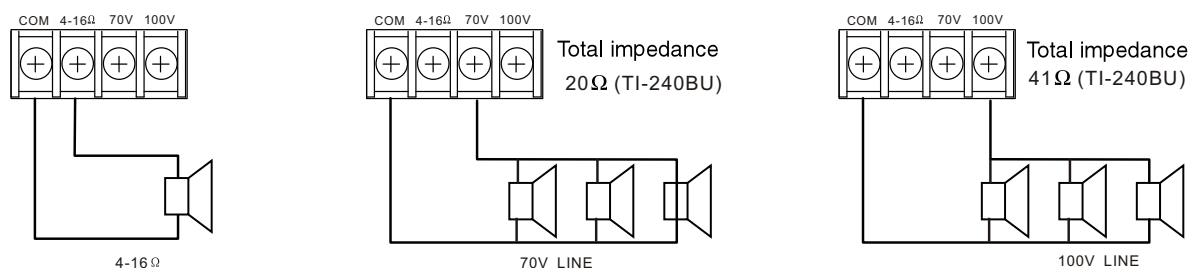 COM 4-16Ω 70V 100V
4-16Ω
COM 4-16Ω 70V 100V
Total impedance
20Ω (TI-240BU)
70V LINE
COM 4-16Ω 70V 100V
Total impedance
41Ω (TI-240BU)
100V LINE